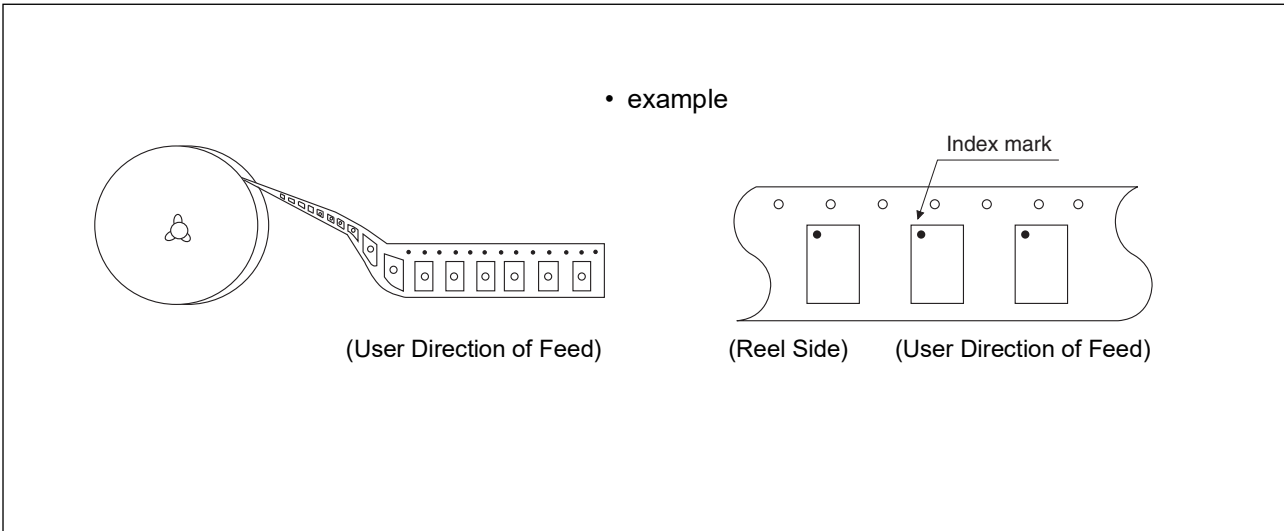 • example
Index mark
(User Direction of Feed)
(Reel Side)
(User Direction of Feed)